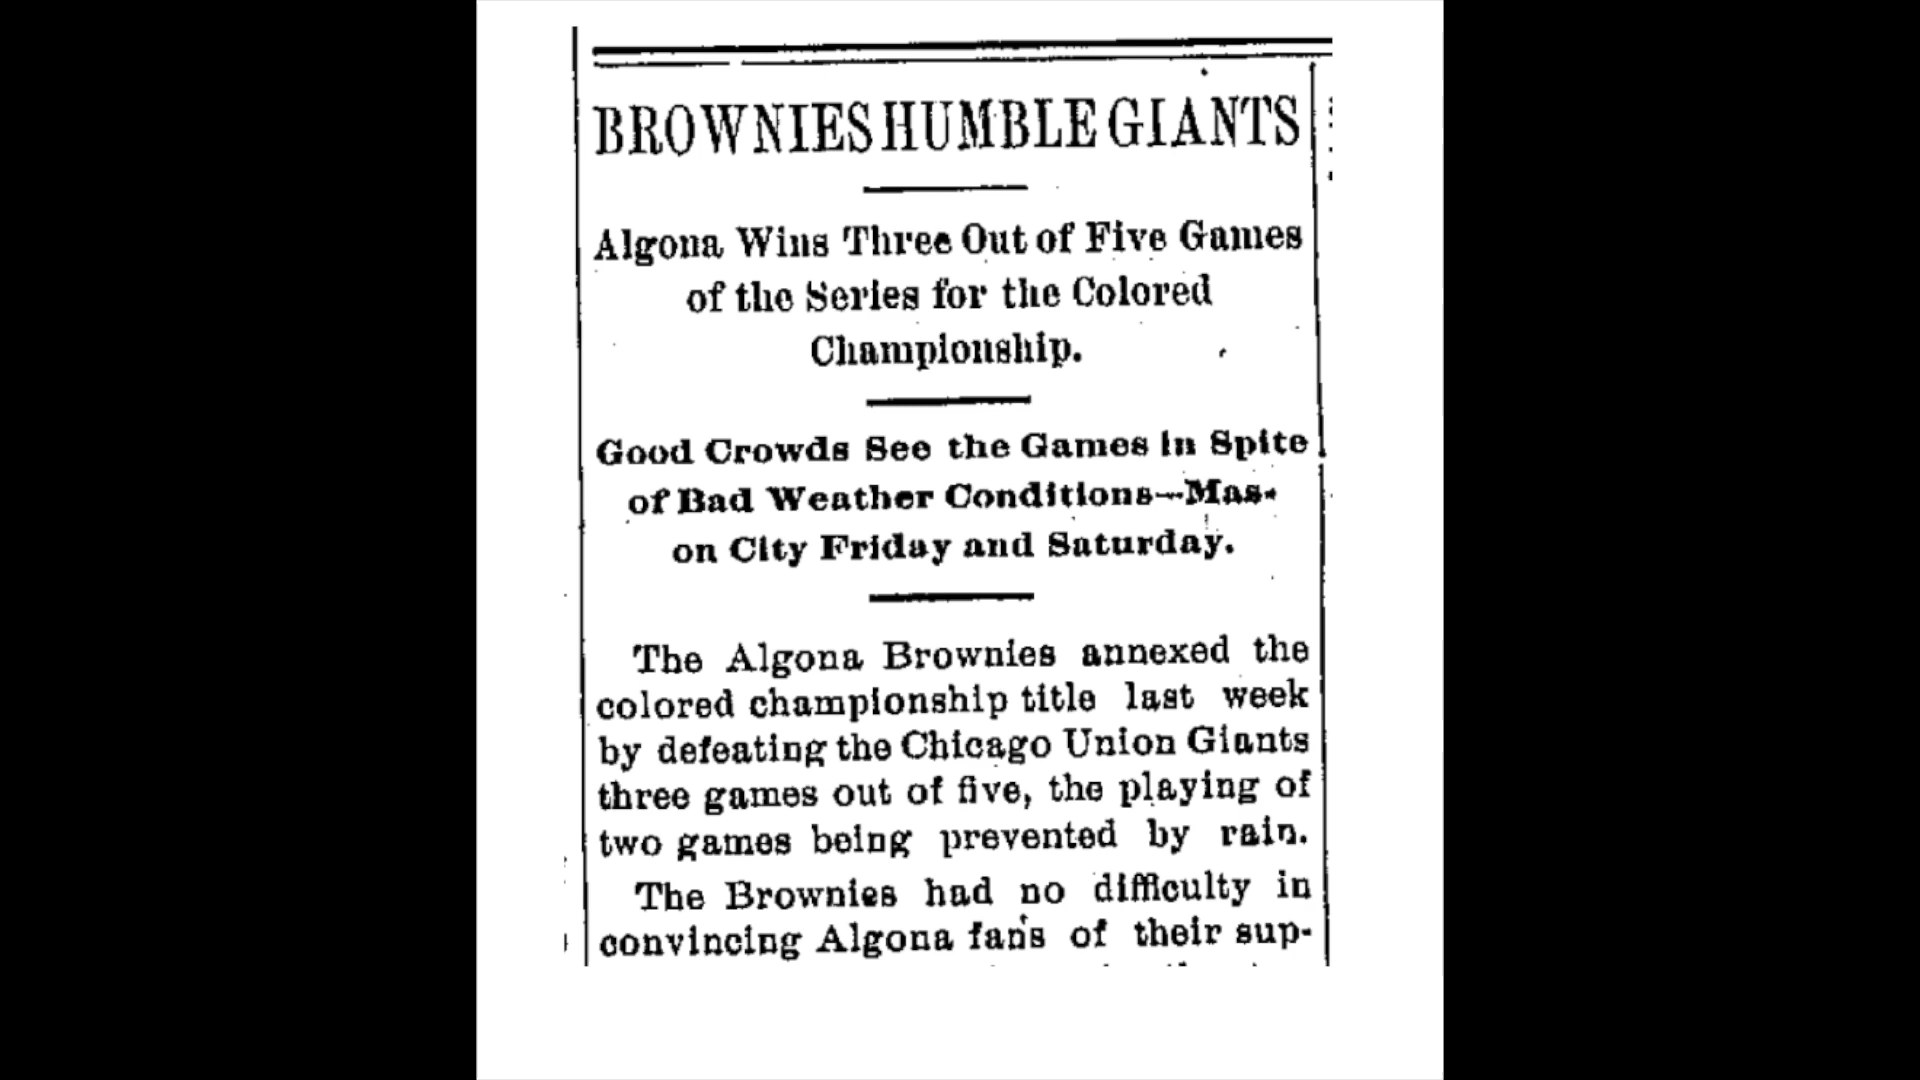 BROWNIES HUMBLE GIANTS
Algona Wins Three Out of Five Games
of the Series for the Colored
Championship.
Good Crowds See the Games in Spite
of Bad Weather Conditions—Mas-
on City Friday and Saturday.
The Algona Brownies annexed the
colored championship title last week
by defeating the Chicago Union Giants
three games out of five, the playing of
two games being prevented by rain.
The Brownies had no difficulty in
convincing Algona fans of their sup-